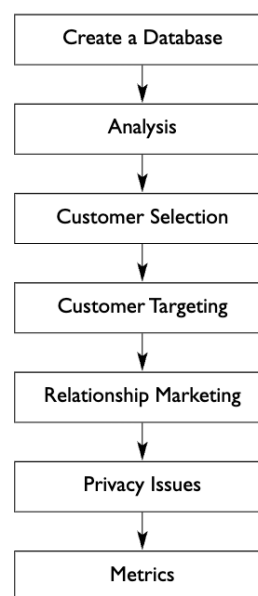 Create a Database
Analysis
Customer Selection
Customer Targeting
Relationship Marketing
Privacy Issues
Metrics